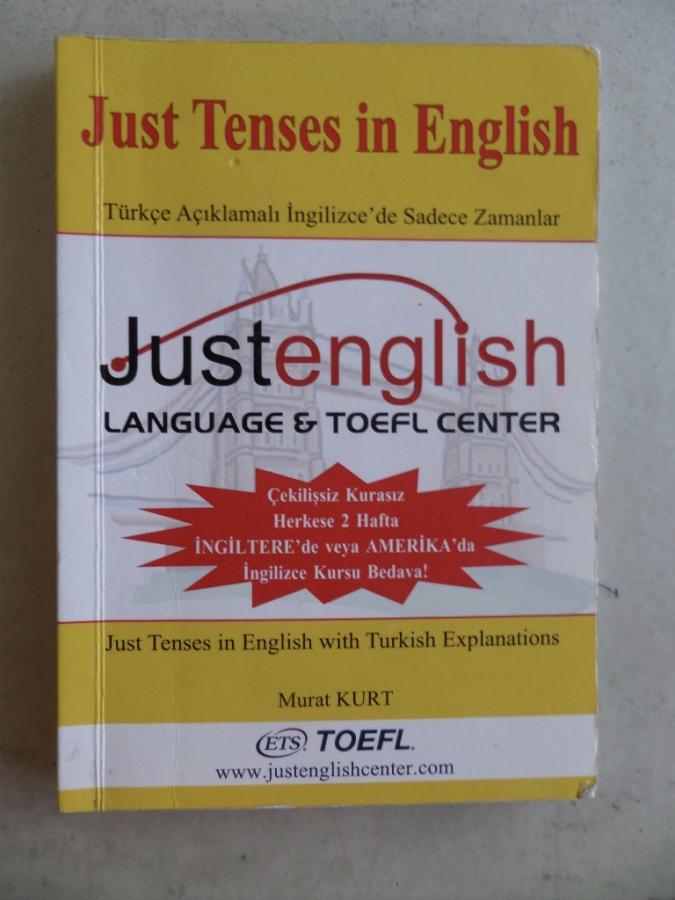 Just Tenses in English
Türkçe Açıklamalı İngilizce'de Sadece Zamanlar
Justenglish
LANGUAGE & TOEFL CENTER
Çekilişsiz Kurasız
Herkese 2 Hafta
İNGİLTERE'de veya AMERİKA'da
İngilizce Kursu Bedava!
Just Tenses in English with Turkish Explanations
Murat KURT
ETS TOEFL
www.justenglishcenter.com